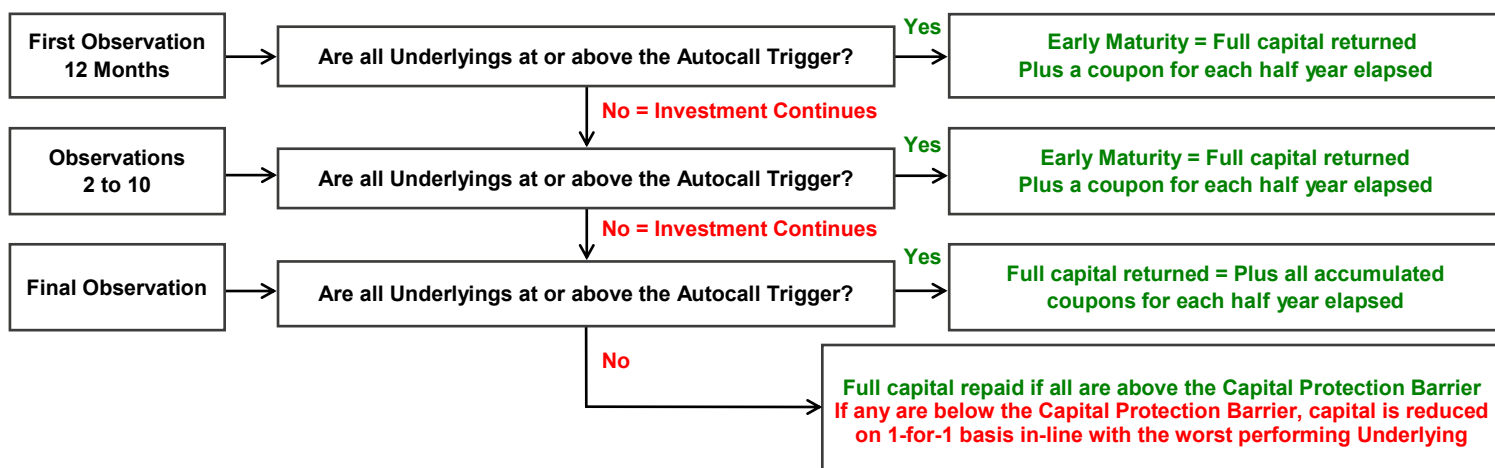 First Observation
12 Months
Are all Underlyings at or above the Autocall Trigger?
Yes
Early Maturity = Full capital returned
Plus a coupon for each half year elapsed
No = Investment Continues
Observations
2 to 10
Are all Underlyings at or above the Autocall Trigger?
Yes
Early Maturity = Full capital returned
Plus a coupon for each half year elapsed
No = Investment Continues
Final Observation
Are all Underlyings at or above the Autocall Trigger?
Yes
Full capital returned = Plus all accumulated
coupons for each half year elapsed
No
Full capital repaid if all are above the Capital Protection Barrier
If any are below the Capital Protection Barrier, capital is reduced
on 1-for-1 basis in-line with the worst performing Underlying